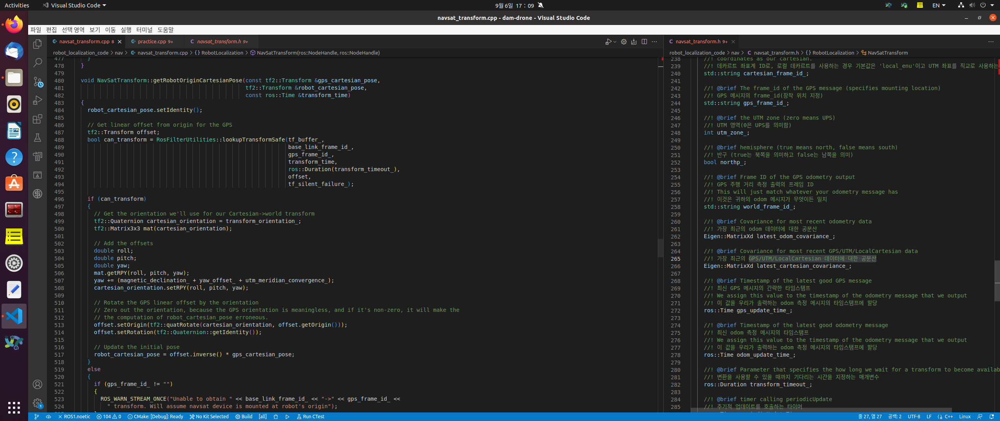 Activities
Visual Studio Code
9월 6일 17 : 09
EN
navsat_transform.cpp - dam-drone - Visual Studio Code
파일 편집 선택 영역 보기 이동 실행 터미널 도움말
navsat_transform.cpp 8
practice.cpp 9+
navsat_transform.h 9+
robot_localization_code > nav > navsat_transform.cpp > {} RobotLocalization > NavSatTransform(ros::NodeHandle, ros::NodeHandle)
477 }
478 }
479
480 void NavSatTransform::getRobotOriginCartesianPose(const tf2::Transform &gps_cartesian_pose,
481 tf2::Transform &robot_cartesian_pose,
482 const ros::Time &transform_time)
483 {
484 robot_cartesian_pose.setIdentity();
485
486 // Get linear offset from origin for the GPS
487 tf2::Transform offset;
488 bool can_transform = RosFilterUtilities::lookupTransformSafe(tf_buffer_,
489 base_link_frame_id_,
490 gps_frame_id_,
491 transform_time,
492 ros::Duration(transform_timeout_),
493 offset,
494 tf_silent_failure_);
495
496 if (can_transform)
497 {
498 // Get the orientation we'll use for our Cartesian->world transform
499 tf2::Quaternion cartesian_orientation = transform_orientation_;
500 tf2::Matrix3x3 mat(cartesian_orientation);
501
502 // Add the offsets
503 double roll;
504 double pitch;
505 double yaw;
506 mat.getRPY(roll, pitch, yaw);
507 yaw += (magnetic_declination_ + yaw_offset_ + utm_meridian_convergence_);
508 cartesian_orientation.setRPY(roll, pitch, yaw);
509
510 // Rotate the GPS linear offset by the orientation
511 // Zero out the orientation, because the GPS orientation is meaningless, and if it's non-zero, it will make the
512 // the computation of robot_cartesian_pose erroneous.
513 offset.setOrigin(tf2::quatRotate(cartesian_orientation, offset.getOrigin()));
514 offset.setRotation(tf2::Quaternion::getIdentity());
515
516 // Update the initial pose
517 robot_cartesian_pose = offset.inverse() * gps_cartesian_pose;
518 }
519 else
520 {
521 if (gps_frame_id_ != "")
522 {
523 ROS_WARN_STREAM_ONCE("Unable to obtain " << base_link_frame_id_ << "->" << gps_frame_id_ <<
524 " transform. Will assume navsat device is mounted at robot's origin");
navsat_transform.h 9+
robot_localization_code > nav > navsat_transform.h > {} RobotLocalization > NavSatTransform
238 //! coordinates as our cartesian.
239 //! 데카르트 좌표계 ID로, 로컬 데카르트를 사용하는 경우 기본값은 'local_enu'이고 UTM 좌표를 직교로 사용하는
240 std::string cartesian_frame_id_;
241
242 //! @brief The frame_id of the GPS message (specifies mounting location)
243 //! GPS 메시지의 frame_id(장착 위치 지정)
244 std::string gps_frame_id_;
245
246 //! @brief the UTM zone (zero means UPS)
247 //! UTM 영역(0은 UPS를 의미함)
248 int utm_zone_;
249
250 //! @brief hemisphere (true means north, false means south)
251 //! 반구 (true는 북쪽을 의미하고 false는 남쪽을 의미)
252 bool northp_;
253
254 //! @brief Frame ID of the GPS odometry output
255 //! GPS 주행 거리 측정 출력의 프레임 ID
256 //! This will just match whatever your odometry message has
257 //! 이것은 귀하의 odom 메시지가 무엇이든 일치
258 std::string world_frame_id_;
259
260 //! @brief Covariance for most recent odometry data
261 //! 가장 최근의 odom 데이터에 대한 공분산
262 Eigen::MatrixXd latest_odom_covariance_;
263
264 //! @brief Covariance for most recent GPS/UTM/LocalCartesian data
265 //! 가장 최근의 GPS/UTM/LocalCartesian 데이터에 대한 공분산
266 Eigen::MatrixXd latest_cartesian_covariance_;
267
268 //! @brief Timestamp of the latest good GPS message
269 //! 최신 GPS 메시지의 간략한 타임스탬프
270 //! We assign this value to the timestamp of the odometry message that we output
271 //! 이 값을 우리가 출력하는 odom 측정 메시지의 타임스탬프에 할당
272 ros::Time gps_update_time_;
273
274 //! @brief Timestamp of the latest good odometry message
275 //! 최신 odom 측정 메시지의 타임스탬프
276 //! We assign this value to the timestamp of the odometry message that we output
277 //! 이 값을 우리가 출력하는 odom 측정 메시지의 타임스탬프에 할당
278 ros::Time odom_update_time_;
279
280 //! @brief Parameter that specifies the how long we wait for a transform to become availab
281 //! 변환을 사용할 수 있을 때까지 기다리는 시간을 지정하는 매개변수
282 ros::Duration transform_timeout_;
283
284 //! @brief timer calling periodicUpdate
285 //! 주기적 업데이트를 호출하는 타이머
ROS1.noetic 104 0 CMake: [Debug]: Ready No Kit Selected Build [all] Run CTest
줄 27, 열 27 공백: 2 UTF-8 LF C++ Linux